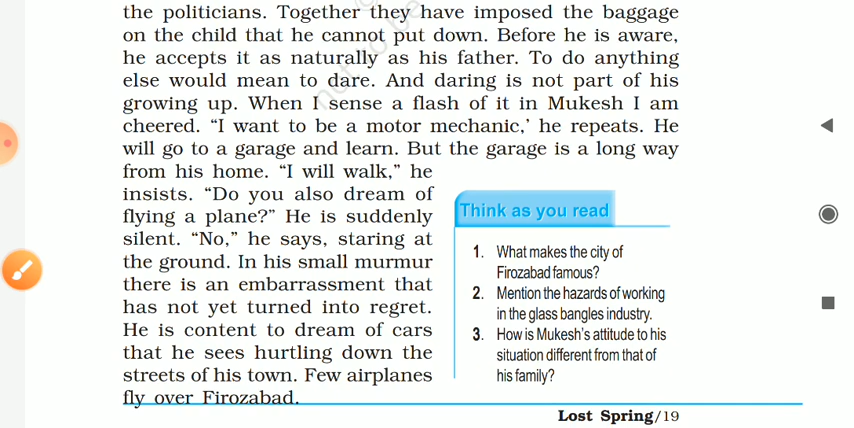 the politicians. Together they have imposed the baggage
on the child that he cannot put down. Before he is aware,
he accepts it as naturally as his father. To do anything
else would mean to dare. And daring is not part of his
growing up. When I sense a flash of it in Mukesh I am
cheered. “I want to be a motor mechanic,’ he repeats. He
will go to a garage and learn. But the garage is a long way
from his home. “I will walk,” he
insists. “Do you also dream of
flying a plane?” He is suddenly
silent. “No,” he says, staring at
the ground. In his small murmur
there is an embarrassment that
has not yet turned into regret.
He is content to dream of cars
that he sees hurtling down the
streets of his town. Few airplanes
fly over Firozabad.
Think as you read
1. What makes the city of
Firozabad famous?
2. Mention the hazards of working
in the glass bangles industry.
3. How is Mukesh’s attitude to his
situation different from that of
his family?
Lost Spring/19